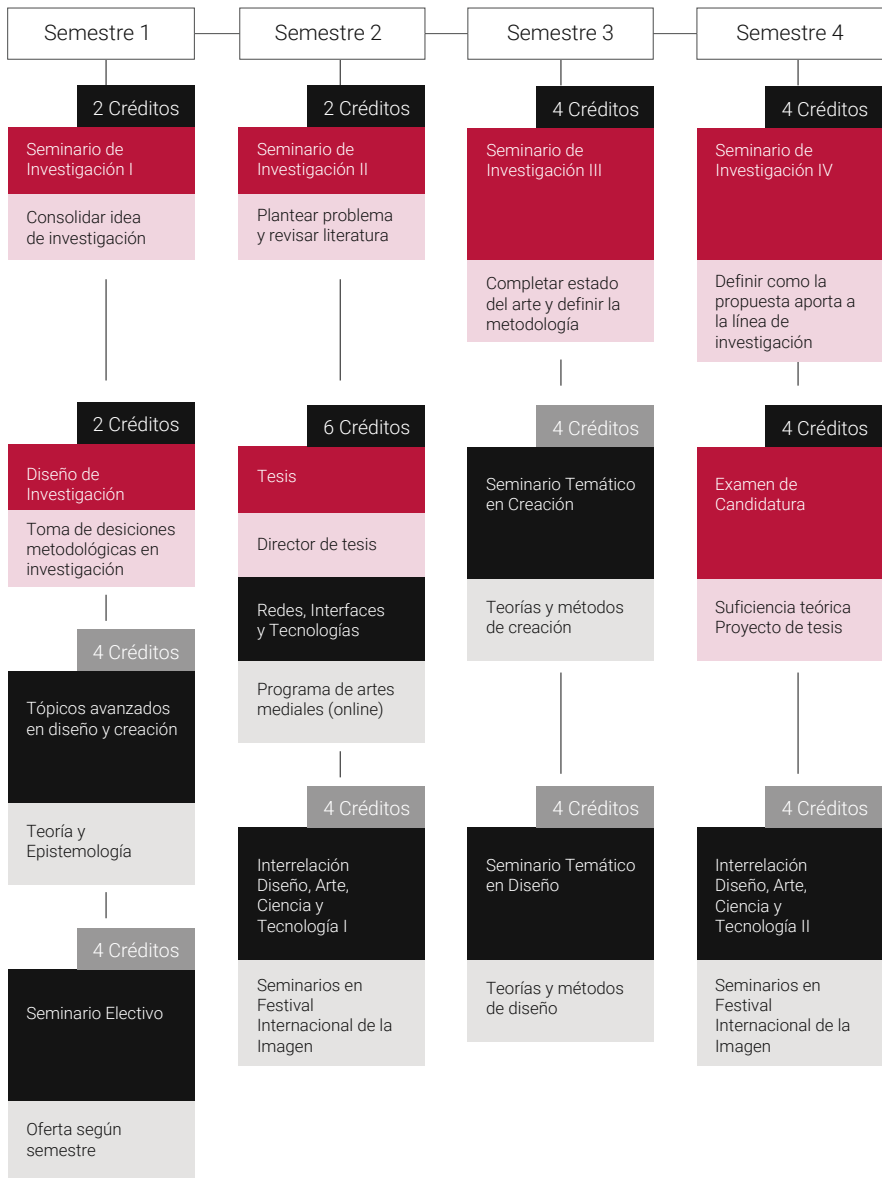 Semestre 1
Semestre 2
Semestre 3
Semestre 4
2 Créditos
Seminario de
Investigación I
Consolidar idea
de investigación
2 Créditos
Diseño de
Investigación
Toma de desiciones
metodológicas en
investigación
4 Créditos
Tópicos avanzados
en diseño y creación
Teoría y
Epistemología
4 Créditos
Seminario Electivo
Oferta según
semestre
2 Créditos
Seminario de
Investigación II
Plantear problema
y revisar literatura
6 Créditos
Tesis
Director de tesis
Redes, Interfaces
y Tecnologías
Programa de artes
mediales (online)
4 Créditos
Interrelación
Diseño, Arte,
Ciencia y
Tecnología I
Seminarios en
Festival
Internacional de la
Imagen
4 Créditos
Seminario de
Investigación III
Completar estado
del arte y definir la
metodología
4 Créditos
Seminario Temático
en Creación
Teorías y métodos
de creación
4 Créditos
Seminario Temático
en Diseño
Teorías y métodos
de diseño
4 Créditos
Seminario de
Investigación IV
Definir como la
propuesta aporta a
la línea de
investigación
4 Créditos
Examen de
Candidatura
Suficiencia teórica
Proyecto de tesis
4 Créditos
Interrelación
Diseño, Arte,
Ciencia y
Tecnología II
Seminarios en
Festival
Internacional de la
Imagen